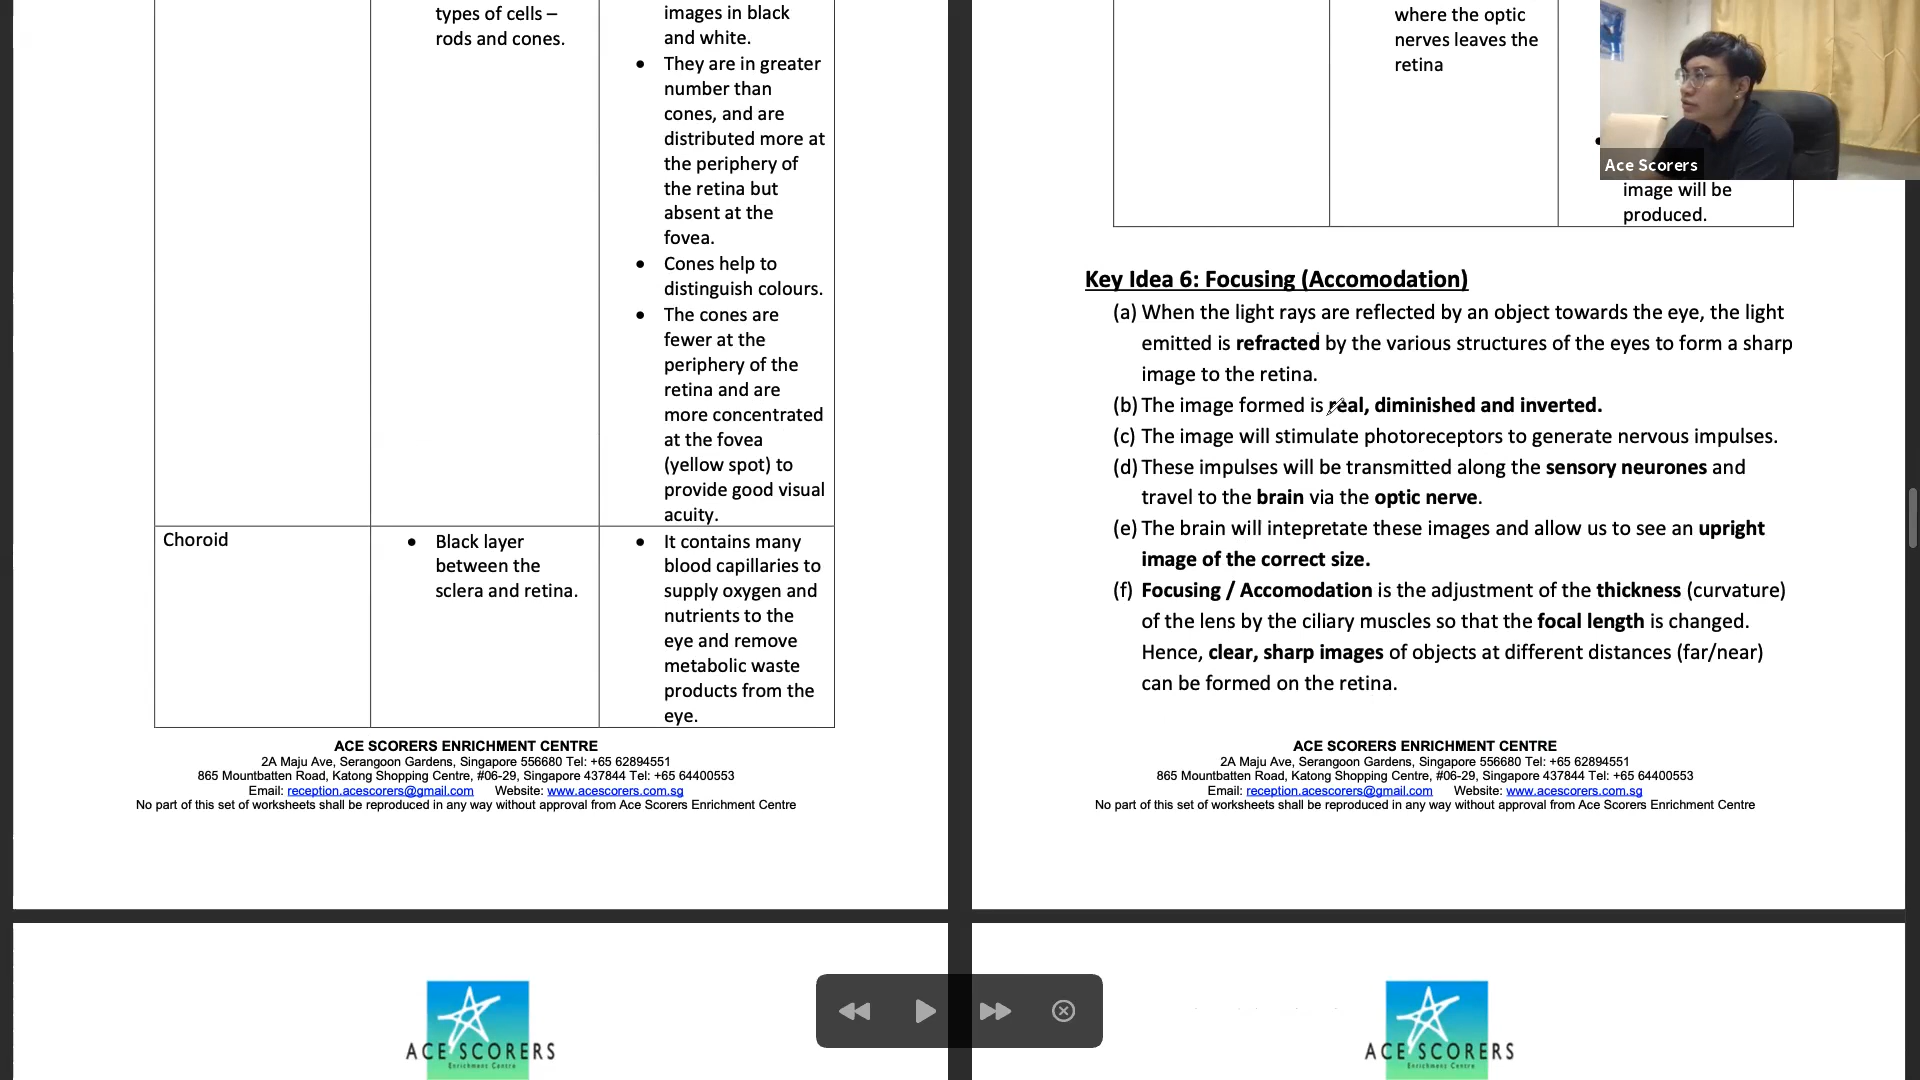 types of cells –
rods and cones.
images in black
and white.
• They are in greater
number than
cones, and are
distributed more at
the periphery of
the retina but
absent at the
fovea.
• Cones help to
distinguish colours.
• The cones are
fewer at the
periphery of the
retina and are
more concentrated
at the fovea
(yellow spot) to
provide good visual
acuity.
Choroid
• Black layer
between the
sclera and retina.
• It contains many
blood capillaries to
supply oxygen and
nutrients to the
eye and remove
metabolic waste
products from the
eye.
ACE SCORERS ENRICHMENT CENTRE
2A Maju Ave, Serangoon Gardens, Singapore 556680 Tel: +65 62894551
865 Mountbatten Road, Katong Shopping Centre, #06-29, Singapore 437844 Tel: +65 64400553
Email: reception.acescorers@gmail.com Website: www.acescorers.com.sg
No part of this set of worksheets shall be reproduced in any way without approval from Ace Scorers Enrichment Centre
where the optic
nerves leaves the
retina
Ace Scorers
image will be
produced.
Key Idea 6: Focusing (Accomodation)
(a) When the light rays are reflected by an object towards the eye, the light
emitted is refracted by the various structures of the eyes to form a sharp
image to the retina.
(b) The image formed is real, diminished and inverted.
(c) The image will stimulate photoreceptors to generate nervous impulses.
(d) These impulses will be transmitted along the sensory neurones and
travel to the brain via the optic nerve.
(e) The brain will intepretate these images and allow us to see an upright
image of the correct size.
(f) Focusing / Accomodation is the adjustment of the thickness (curvature)
of the lens by the ciliary muscles so that the focal length is changed.
Hence, clear, sharp images of objects at different distances (far/near)
can be formed on the retina.
ACE SCORERS ENRICHMENT CENTRE
2A Maju Ave, Serangoon Gardens, Singapore 556680 Tel: +65 62894551
865 Mountbatten Road, Katong Shopping Centre, #06-29, Singapore 437844 Tel: +65 64400553
Email: reception.acescorers@gmail.com Website: www.acescorers.com.sg
No part of this set of worksheets shall be reproduced in any way without approval from Ace Scorers Enrichment Centre
ACE SCORERS
Enrichment Centre
ACE SCORERS
Enrichment Centre